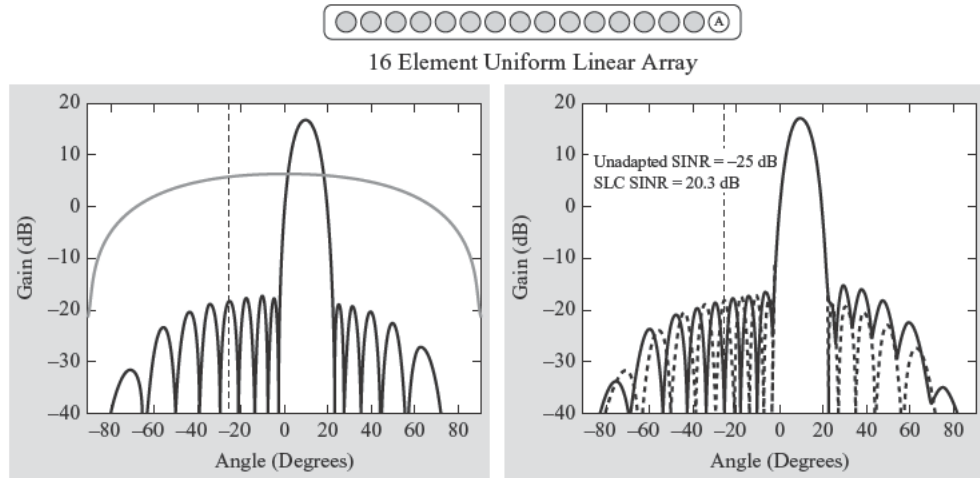 A
16 Element Uniform Linear Array
20
10
0
–10
–20
–30
–40
Gain (dB)
–80 –60 –40 –20 0 20 40 60 80
Angle (Degrees)
20
10
0
–10
–20
–30
–40
Gain (dB)
Unadapted SINR = –25 dB
SLC SINR = 20.3 dB
–80 –60 –40 –20 0 20 40 60 80
Angle (Degrees)